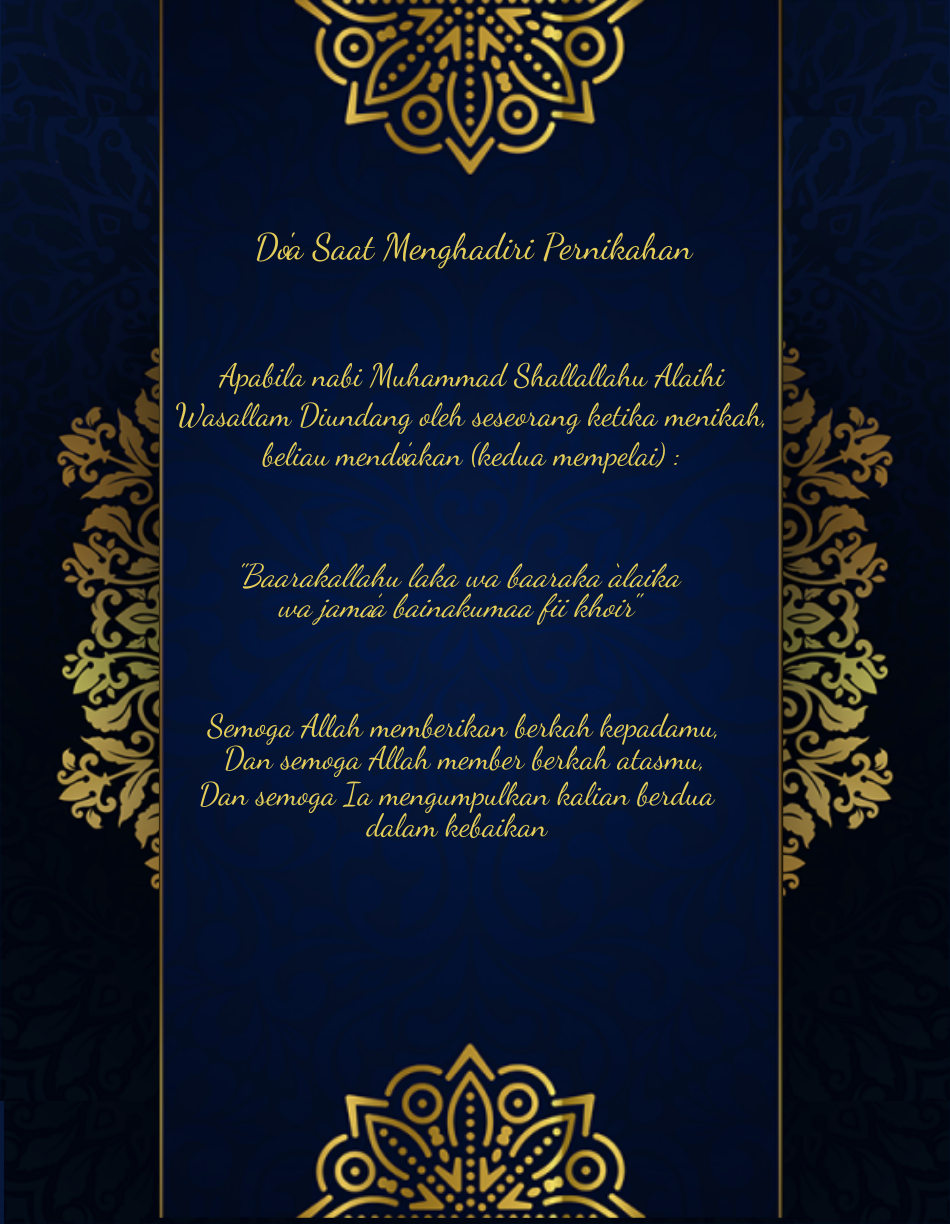 Do'a Saat Menghadiri Pernikahan
Apabila nabi Muhammad Shallallahu Alaihi
Wasallam Diundang oleh seseorang ketika menikah,
beliau mendo'akan (kedua mempelai) :
"Baarakallahu laka wa baaraka `alaika
wa jama'a bainakumaa fii khoir"
Semoga Allah memberikan berkah kepadamu,
Dan semoga Allah member berkah atasmu,
Dan semoga Ia mengumpulkan kalian berdua
dalam kebaikan